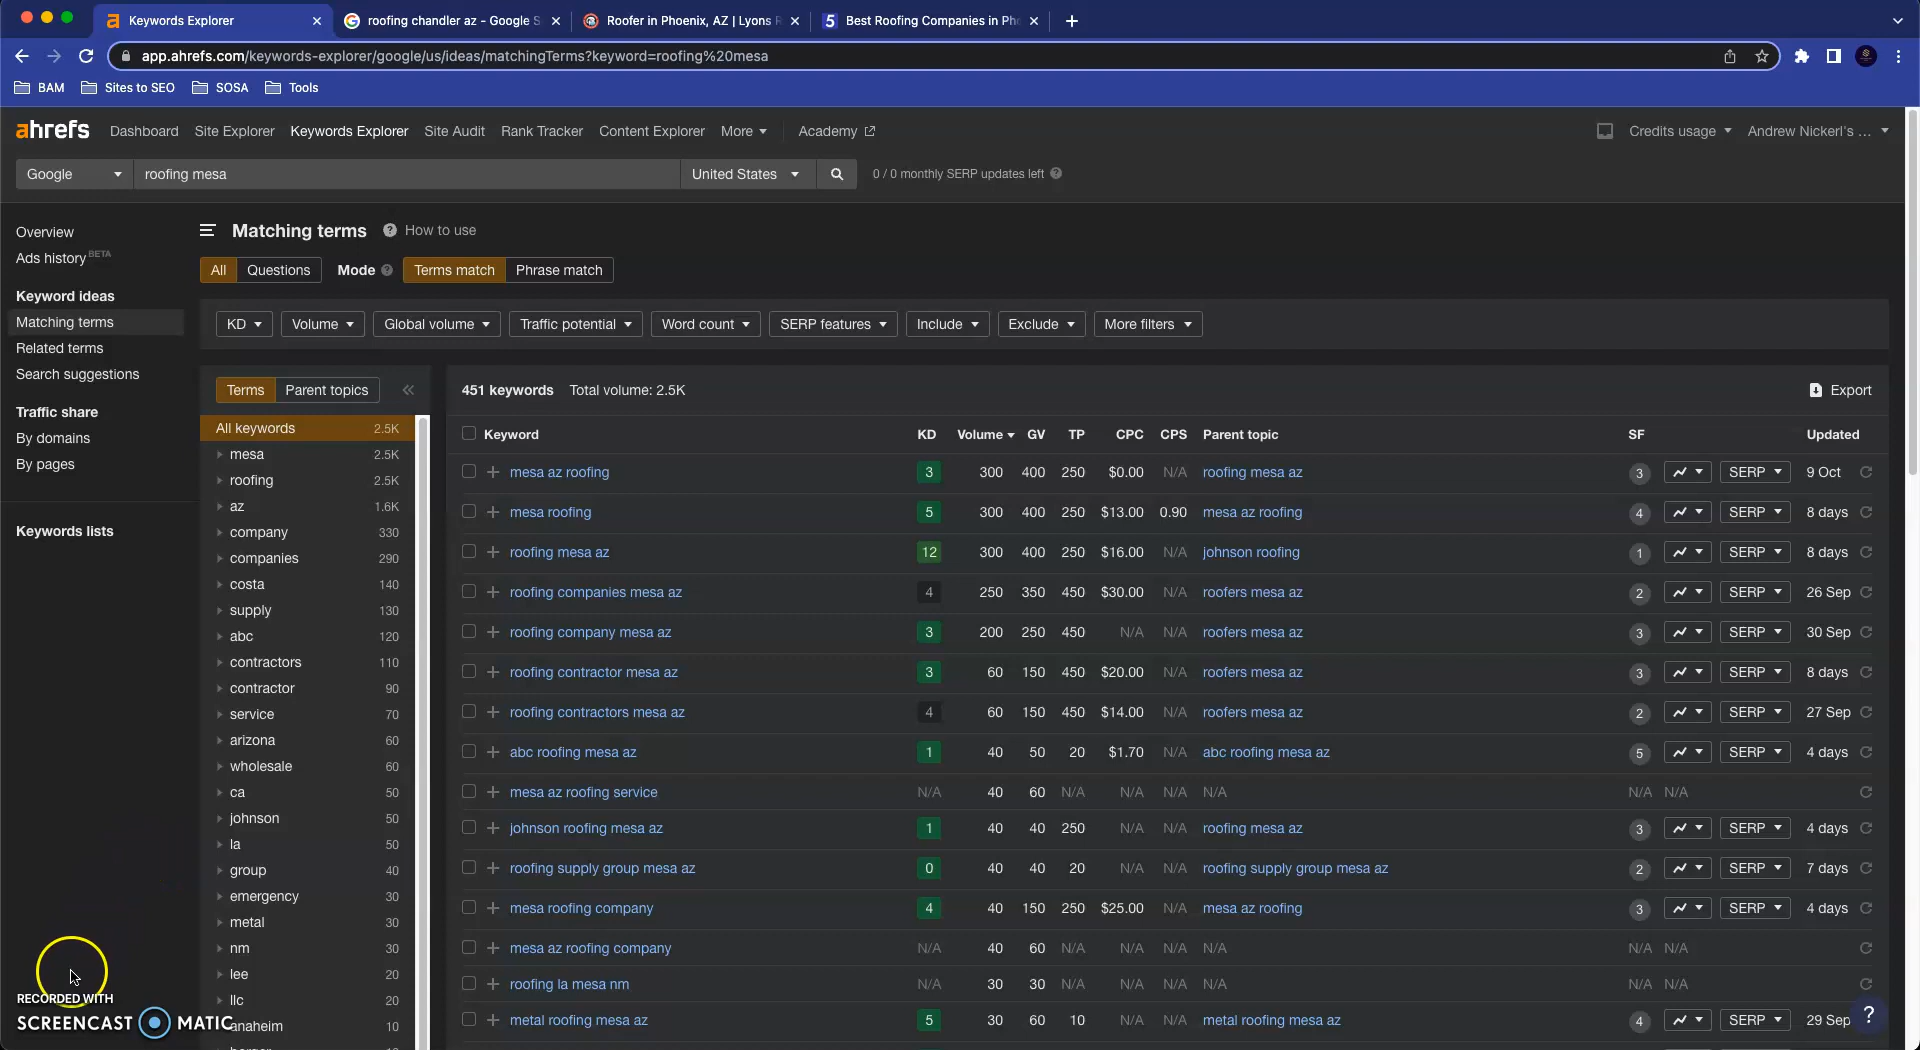 Keywords Explorer
roofing chandler az - Google S
Roofer in Phoenix, AZ | Lyons R
5 Best Roofing Companies in Pho
app.ahrefs.com/keywords-explorer/google/us/ideas/matchingTerms?keyword=roofing%20mesa
BAM Sites to SEO SOSA Tools
ahrefs Dashboard Site Explorer Keywords Explorer Site Audit Rank Tracker Content Explorer More Academy Credits usage Andrew Nickerl's ...
Google roofing mesa United States 0 / 0 monthly SERP updates left ?
Overview
Ads history BETA
Keyword ideas
Matching terms
Related terms
Search suggestions
Traffic share
By domains
By pages
Keywords lists
Matching terms ? How to use
All Questions Mode ? Terms match Phrase match
KD Volume Global volume Traffic potential Word count SERP features Include Exclude More filters
Terms Parent topics
All keywords 2.5K
mesa 2.5K
roofing 2.5K
az 1.6K
company 330
companies 290
costa 140
supply 130
abc 120
contractors 110
contractor 90
service 70
arizona 60
wholesale 60
ca 50
johnson 50
la 50
group 40
emergency 30
metal 30
nm 30
lee 20
llc 20
anaheim 10
451 keywords Total volume: 2.5K Export
Keyword KD Volume GV TP CPC CPS Parent topic SF Updated
mesa az roofing 3 300 400 250 $0.00 N/A roofing mesa az 3 SERP 9 Oct
mesa roofing 5 300 400 250 $13.00 0.90 mesa az roofing 4 SERP 8 days
roofing mesa az 12 300 400 250 $16.00 N/A johnson roofing 1 SERP 8 days
roofing companies mesa az 4 250 350 450 $30.00 N/A roofers mesa az 2 SERP 26 Sep
roofing company mesa az 3 200 250 450 N/A N/A roofers mesa az 3 SERP 30 Sep
roofing contractor mesa az 3 60 150 450 $20.00 N/A roofers mesa az 3 SERP 8 days
roofing contractors mesa az 4 60 150 450 $14.00 N/A roofers mesa az 2 SERP 27 Sep
abc roofing mesa az 1 40 50 20 $1.70 N/A abc roofing mesa az 5 SERP 4 days
mesa az roofing service N/A 40 60 N/A N/A N/A N/A N/A N/A
johnson roofing mesa az 1 40 40 250 N/A N/A roofing mesa az 3 SERP 4 days
roofing supply group mesa az 0 40 40 20 N/A N/A roofing supply group mesa az 2 SERP 7 days
mesa roofing company 4 40 150 250 $25.00 N/A mesa az roofing 3 SERP 4 days
mesa az roofing company N/A 40 60 N/A N/A N/A N/A N/A N/A
roofing la mesa nm N/A 30 30 N/A N/A N/A N/A N/A N/A
metal roofing mesa az 5 30 60 10 N/A N/A metal roofing mesa az 4 SERP 29 Sep
?
RECORDED WITH
SCREENCAST MATIC